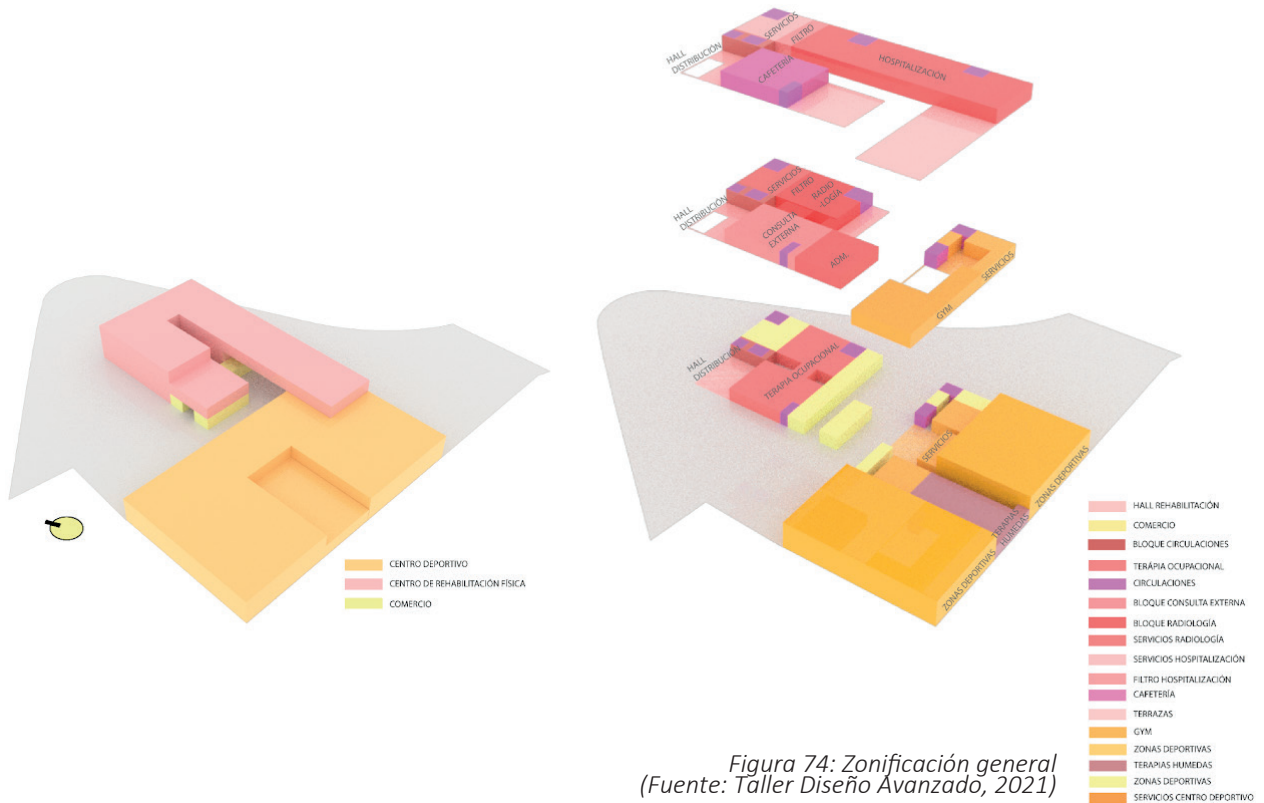 SERVICIOS
FILTRO
HALL
DISTRIBUCIÓN
CAFETERÍA
HOSPITALIZACIÓN
SERVICIOS
FILTRO
RADIO
-LOGÍA
HALL
DISTRIBUCIÓN
CONSULTA
EXTERNA
ADM.
SERVICIOS
GYM
HALL
DISTRIBUCIÓN
TERAPIA OCUPACIONAL
SERVICIOS
ZONAS DEPORTIVAS
TERAPIAS
HUMEDAS
ZONAS DEPORTIVAS
CENTRO DEPORTIVO
CENTRO DE REHABILITACIÓN FÍSICA
COMERCIO
HALL REHABILITACIÓN
COMERCIO
BLOQUE CIRCULACIONES
TERÁPIA OCUPACIONAL
CIRCULACIONES
BLOQUE CONSULTA EXTERNA
BLOQUE RADIOLOGÍA
SERVICIOS RADIOLOGÍA
SERVICIOS HOSPITALIZACIÓN
FILTRO HOSPITALIZACIÓN
CAFETERÍA
TERRAZAS
GYM
ZONAS DEPORTIVAS
TERAPIAS HUMEDAS
ZONAS DEPORTIVAS
SERVICIOS CENTRO DEPORTIVO
Figura 74: Zonificación general
(Fuente: Taller Diseño Avanzado, 2021)